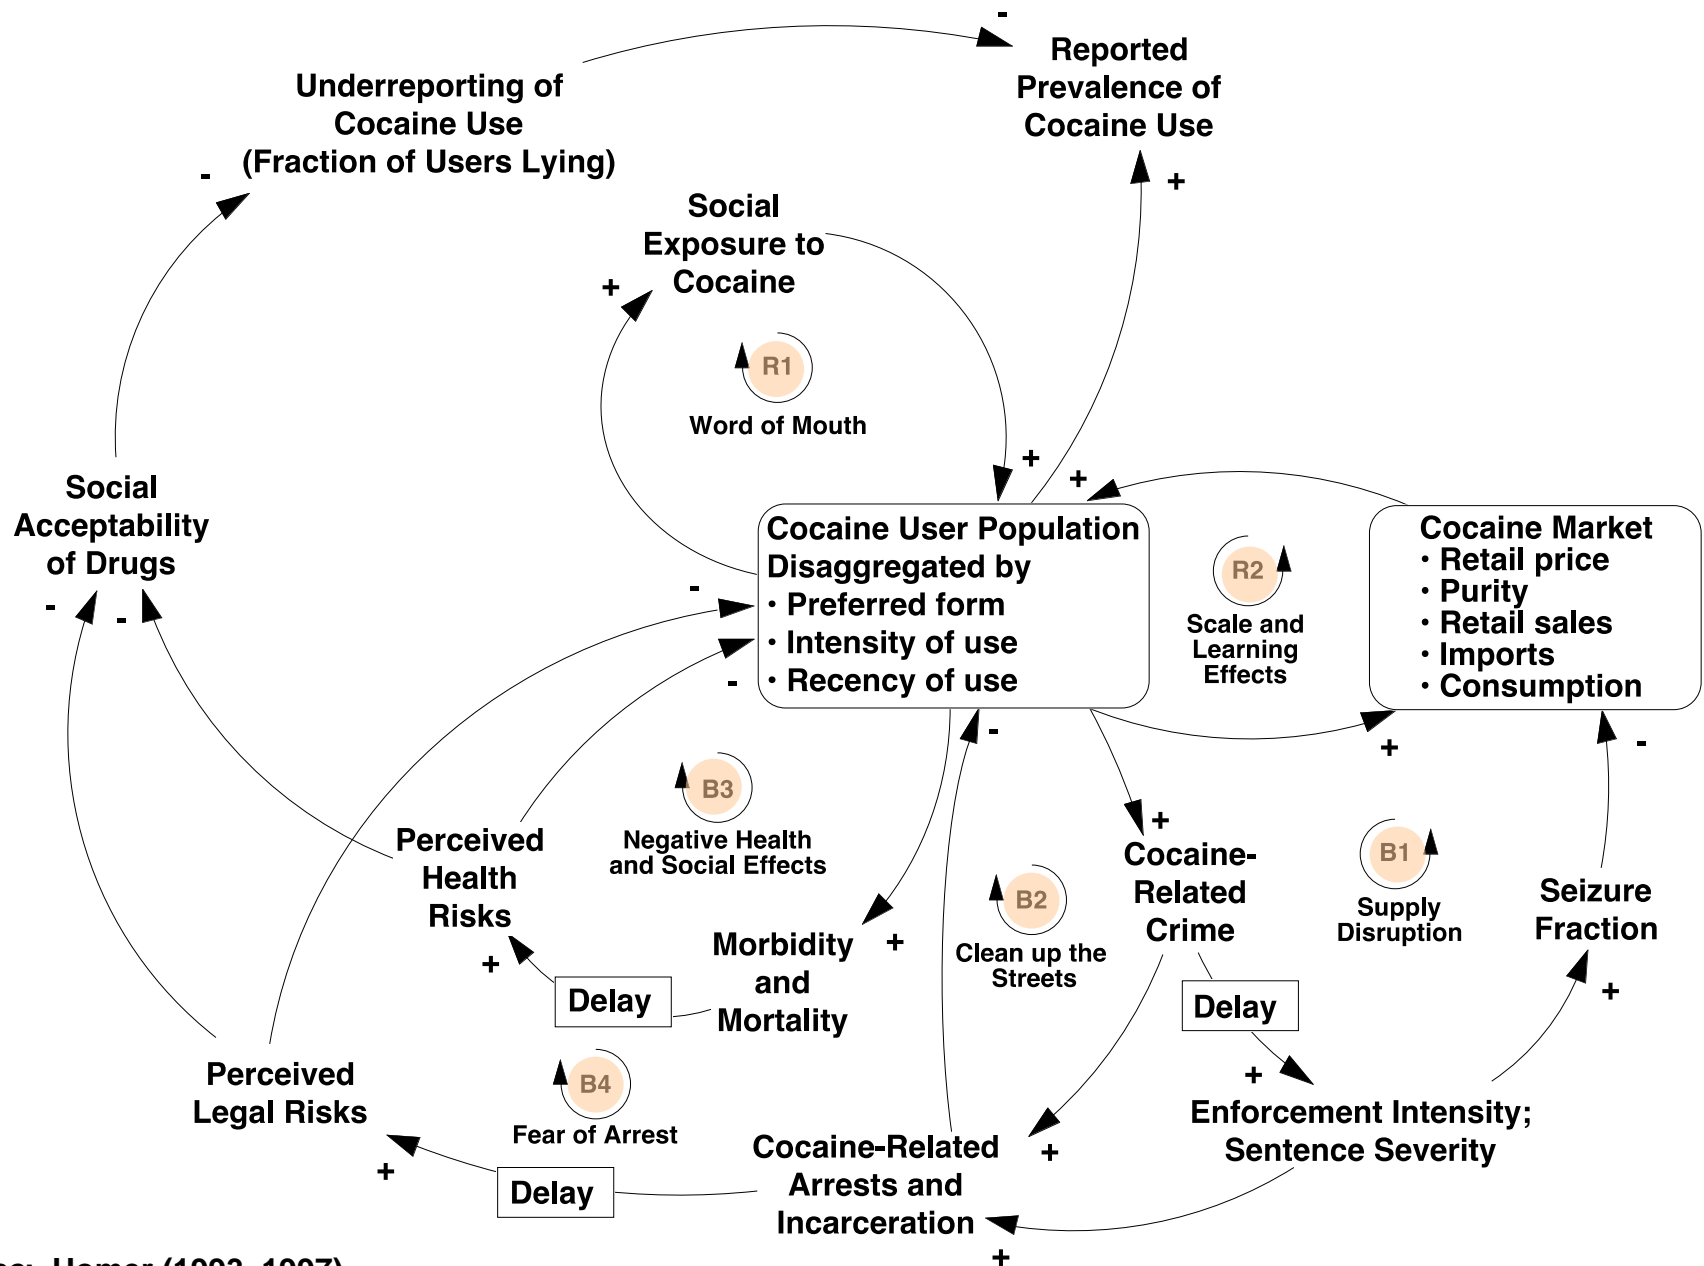 Underreporting of
Cocaine Use
(Fraction of Users Lying)
-
Reported
Prevalence of
Cocaine Use
+
-
Social
Exposure to
Cocaine
+
R1
Word of Mouth
+
+
Social
Acceptability
of Drugs
-
-
Cocaine User Population
Disaggregated by
· Preferred form
· Intensity of use
· Recency of use
-
-
-
R2
Scale and
Learning
Effects
Cocaine Market
· Retail price
· Purity
· Retail sales
· Imports
· Consumption
+
-
B3
Negative Health
and Social Effects
Perceived
Health
Risks
+
Delay
Morbidity
and
Mortality
+
B2
Clean up the
Streets
+
Cocaine-
Related
Crime
B1
Supply
Disruption
Seizure
Fraction
+
Delay
+
Enforcement Intensity;
Sentence Severity
Perceived
Legal Risks
+
B4
Fear of Arrest
Delay
Cocaine-Related
Arrests and
Incarceration
+
+
Homer (1993, 1997)